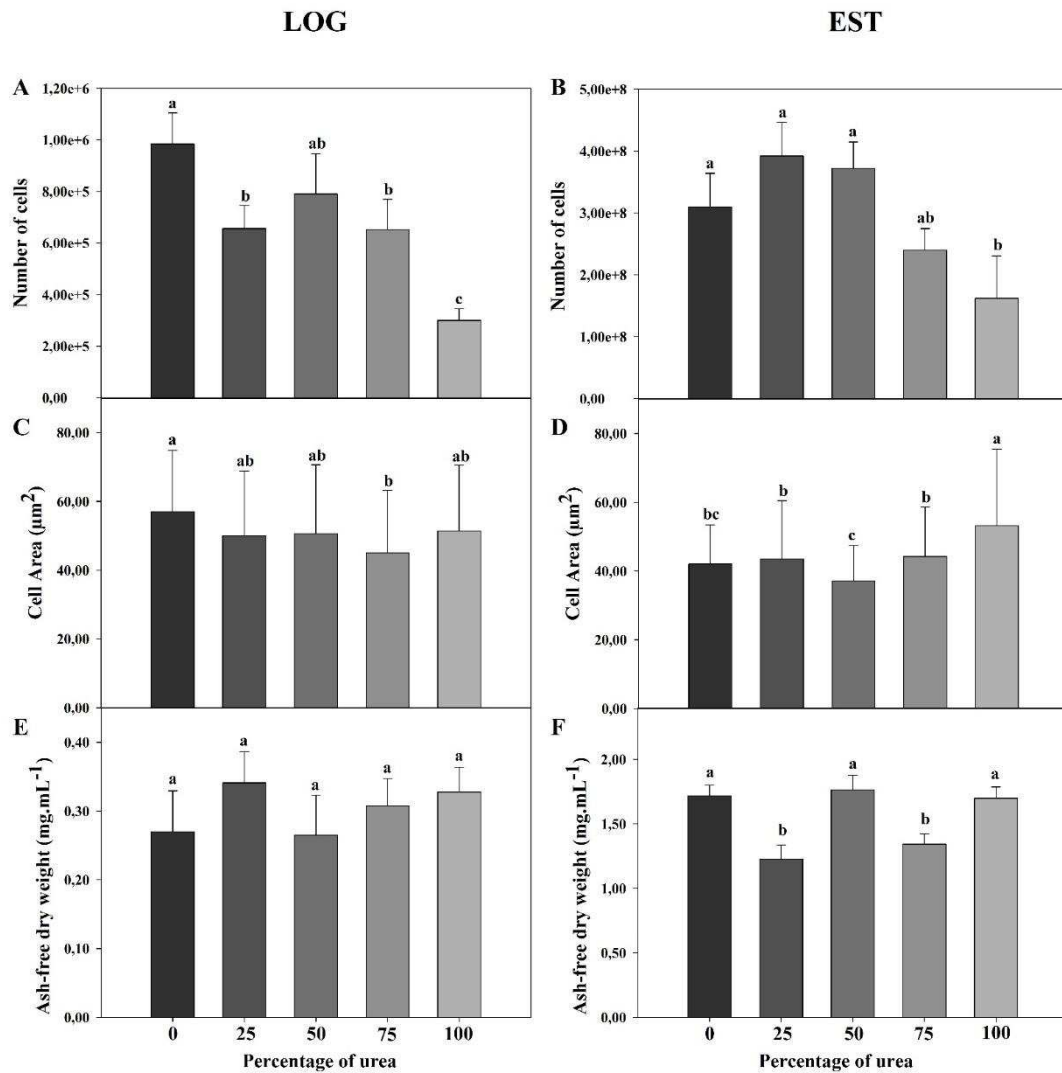 LOG
EST
A
1,20e+6
1,00e+6
8,00e+5
6,00e+5
4,00e+5
2,00e+5
0,00
Number of cells
a
b
ab
b
c
B
5,00e+8
4,00e+8
3,00e+8
2,00e+8
1,00e+8
0,00
Number of cells
a
a
a
ab
b
C
80,00
60,00
40,00
20,00
0,00
Cell Area (µm²)
a
ab
ab
b
ab
D
80,00
60,00
40,00
20,00
0,00
Cell Area (µm²)
bc
b
c
b
a
E
0,40
0,30
0,20
0,10
0,00
Ash-free dry weight (mg.mL⁻¹)
a
a
a
a
a
0 25 50 75 100
Percentage of urea
F
2,00
1,50
1,00
0,50
0,00
Ash-free dry weight (mg.mL⁻¹)
a
b
a
b
a
0 25 50 75 100
Percentage of urea